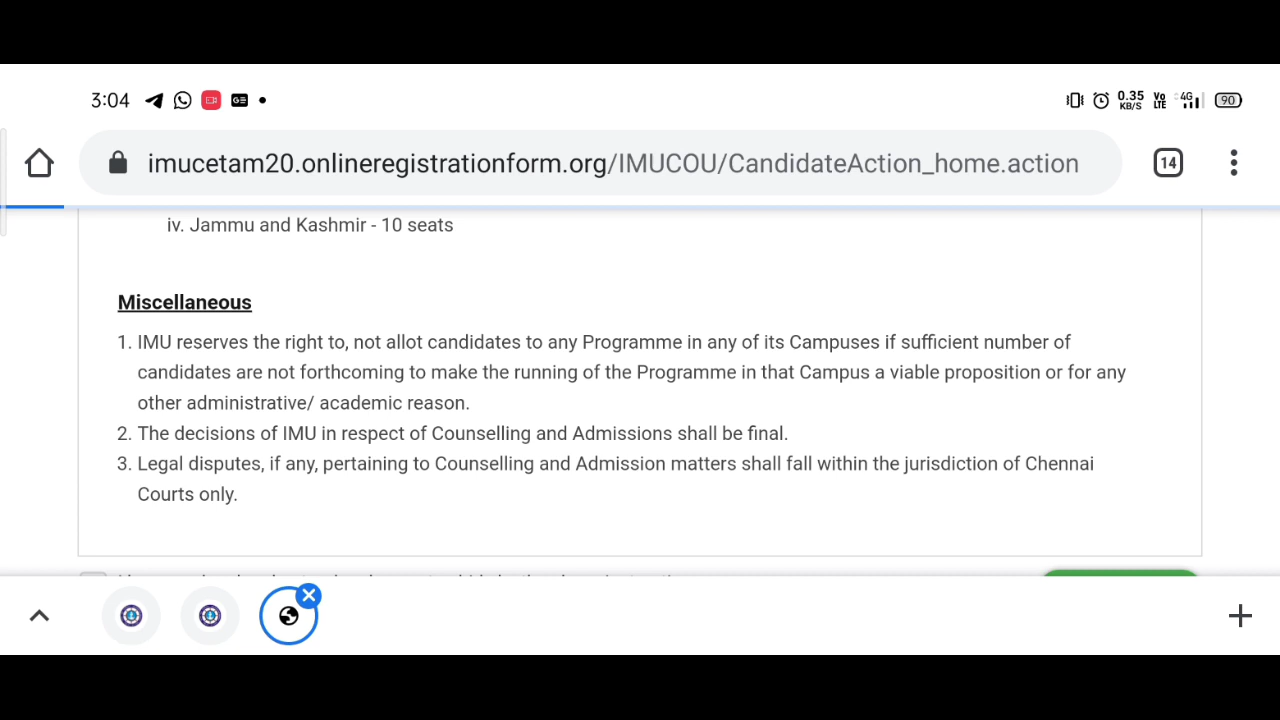 3:04
0.35 KB/S Vo LTE 4G 90
imucetam20.onlineregistrationform.org/IMUCOU/CandidateAction_home.action
14
iv. Jammu and Kashmir - 10 seats
Miscellaneous
1. IMU reserves the right to, not allot candidates to any Programme in any of its Campuses if sufficient number of
candidates are not forthcoming to make the running of the Programme in that Campus a viable proposition or for any
other administrative/ academic reason.
2. The decisions of IMU in respect of Counselling and Admissions shall be final.
3. Legal disputes, if any, pertaining to Counselling and Admission matters shall fall within the jurisdiction of Chennai
Courts only.